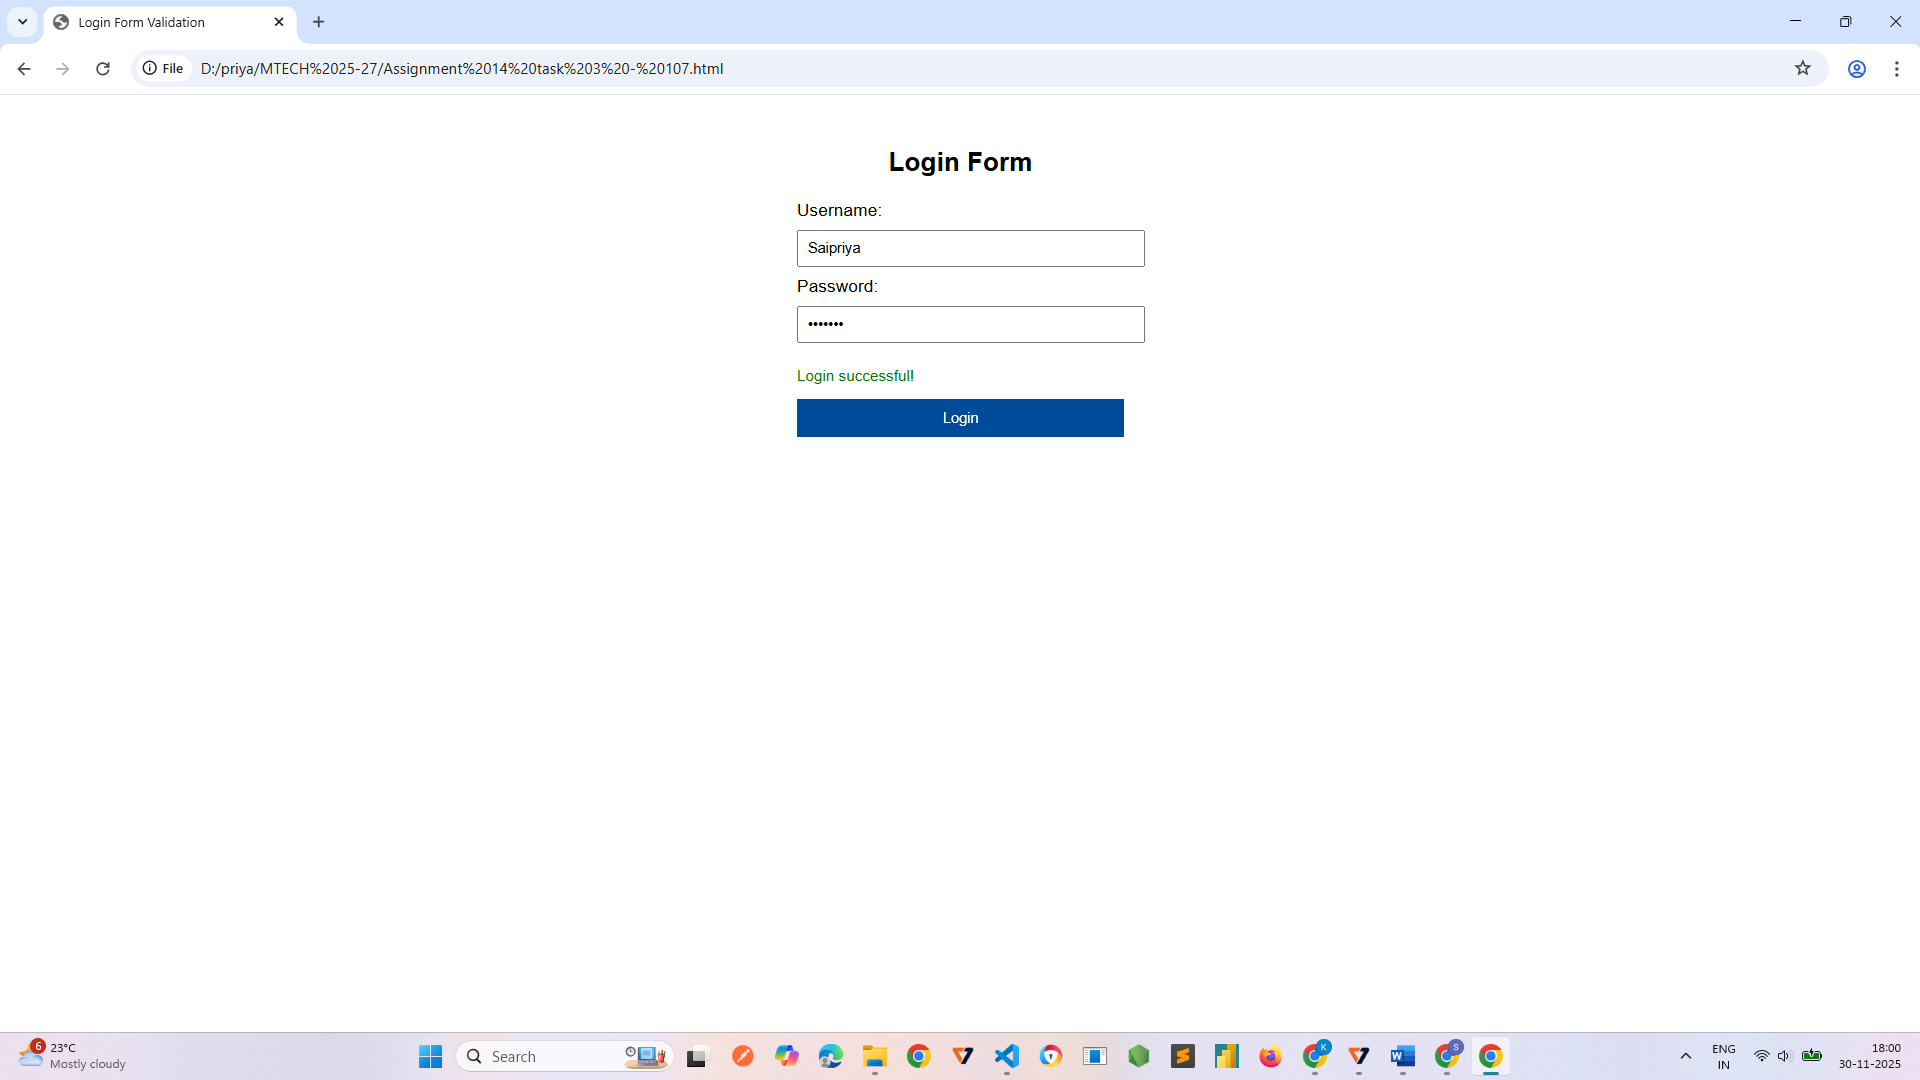 Login Form Validation
File
D:/priya/MTECH%2025-27/Assignment%2014%20task%203%20-%20107.html
Login Form
Username:
Saipriya
Password:
•••••••
Login successful!
Login
6
23°C
Mostly cloudy
Search
K
W
S
ENG
IN
18:00
30-11-2025